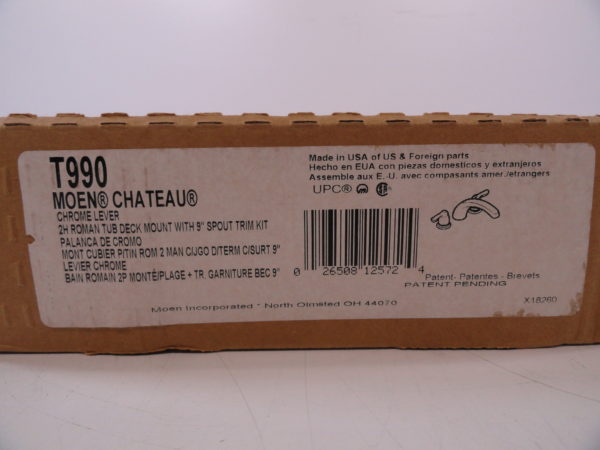 T990
MOEN® CHATEAU®
CHROME LEVER
2H ROMAN TUB DECK MOUNT WITH 9" SPOUT TRIM KIT
PALANCA DE CROMO
MONT CUBIER PITIN ROM 2 MAN C/JGO DITERM C/SURT 9"
LEVIER CHROME
BAIN ROMAIN 2P MONTÉ/PLAGE + TR. GARNITURE BEC 9"
Moen Incorporated * North Olmsted OH 44070
Made in USA of US & Foreign parts
Hecho en EUA con piezas domesticos y extranjeros
Assemble aux E.-U. avec compasants amer./etrangers
UPC®
0 26508 12572 4
Patent- Patentes - Brevets
PATENT PENDING
X18260